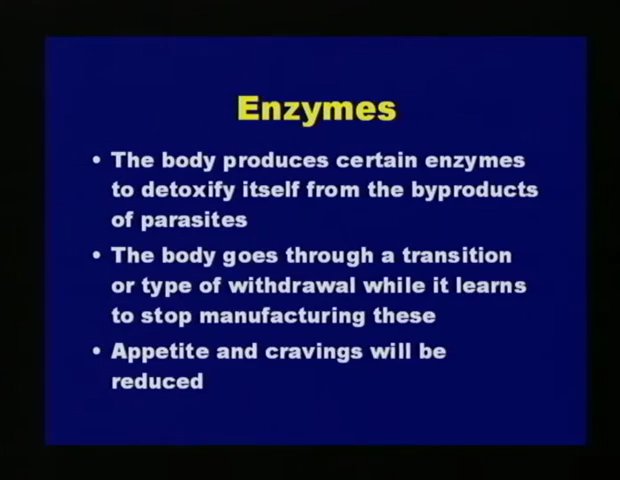 Enzymes
• The body produces certain enzymes
to detoxify itself from the byproducts
of parasites
• The body goes through a transition
or type of withdrawal while it learns
to stop manufacturing these
• Appetite and cravings will be
reduced